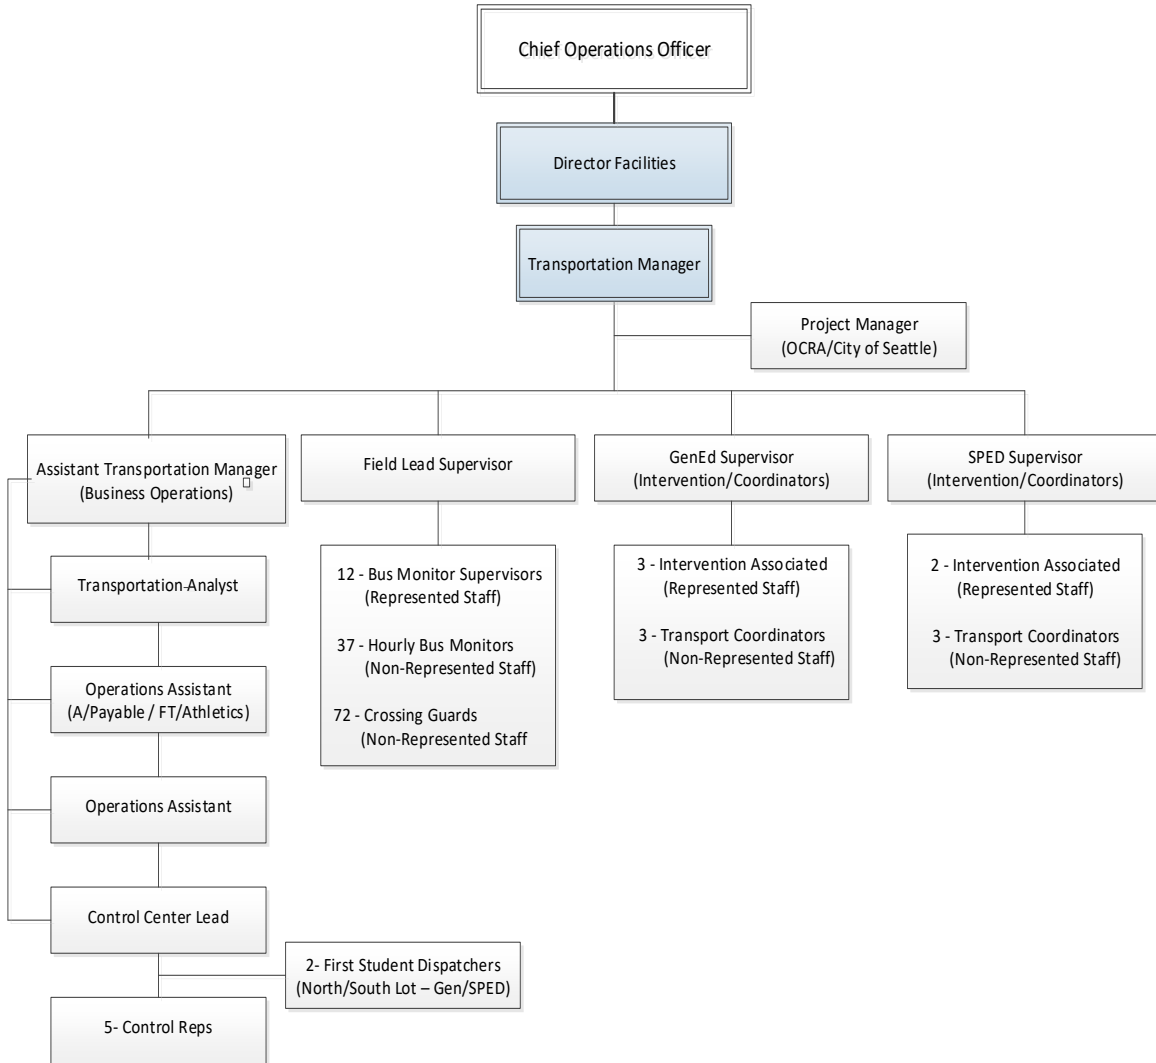 Chief Operations Officer
Director Facilities
Transportation Manager
Project Manager
(OCRA/City of Seattle)
Assistant Transportation Manager
(Business Operations)
Field Lead Supervisor
GenEd Supervisor
(Intervention/Coordinators)
SPED Supervisor
(Intervention/Coordinators)
Transportation-Analyst
Operations Assistant
(A/Payable / FT/Athletics)
Operations Assistant
Control Center Lead
2- First Student Dispatchers
(North/South Lot – Gen/SPED)
5- Control Reps
12 - Bus Monitor Supervisors
(Represented Staff)
37 - Hourly Bus Monitors
(Non-Represented Staff)
72 - Crossing Guards
(Non-Represented Staff
3 - Intervention Associated
(Represented Staff)
3 - Transport Coordinators
(Non-Represented Staff)
2 - Intervention Associated
(Represented Staff)
3 - Transport Coordinators
(Non-Represented Staff)